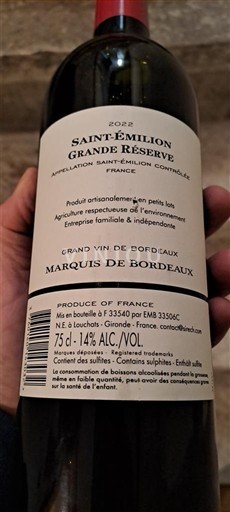 2022
SAINT-ÉMILION
GRANDE RÉSERVE
APPELLATION SAINT-ÉMILION CONTRÔLÉE
FRANCE
Produit artisanalement en petits lots
Agriculture respectueuse de l'environnement
Entreprise familiale & indépendante
GRAND VIN DE BORDEAUX
MARQUIS DE BORDEAUX
PRODUCE OF FRANCE
Mis en bouteille à F 33540 par EMB 33506C
N.E. à Louchats - Gironde - France. contact@sirech.com
75 cl - 14% ALC./VOL.
Marques déposées - Registered trademarks
Contient des sulfites - Contains sulphites - Enthält sulfite
La consommation de boissons alcoolisées pendant la grossesse,
même en faible quantité, peut avoir des conséquences graves
sur la santé de l'enfant.